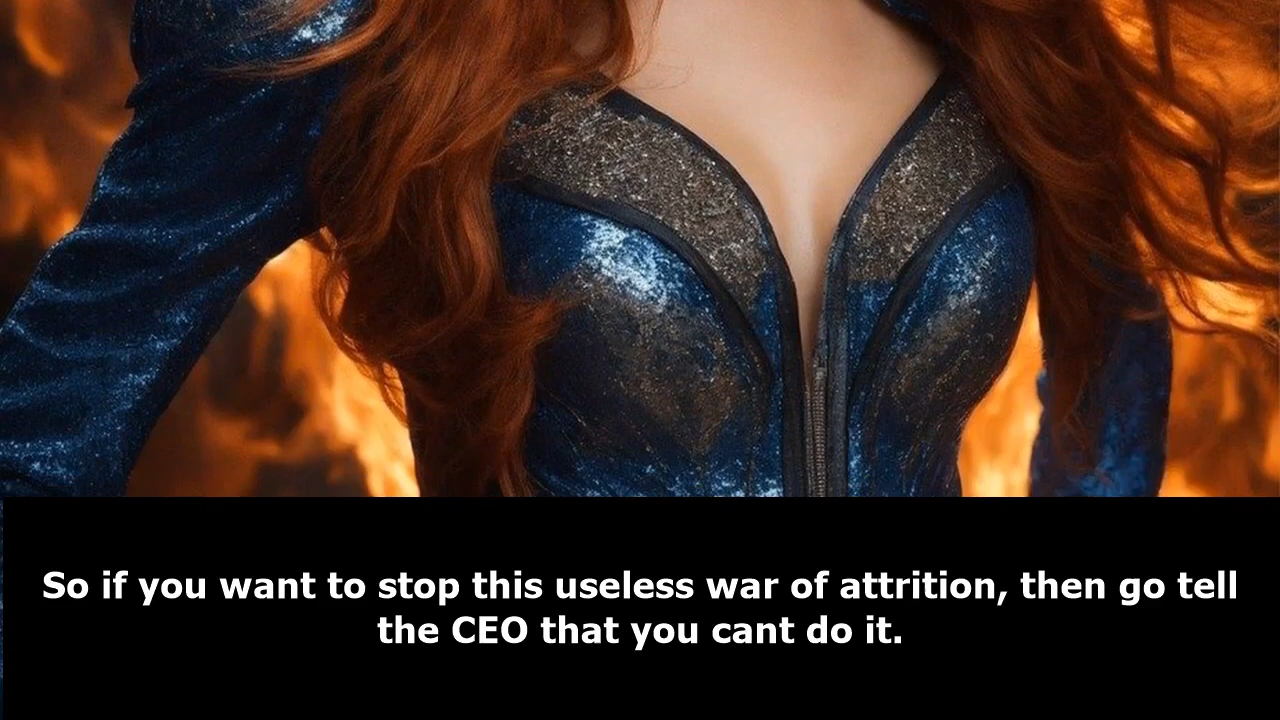 So if you want to stop this useless war of attrition, then go tell
the CEO that you cant do it.